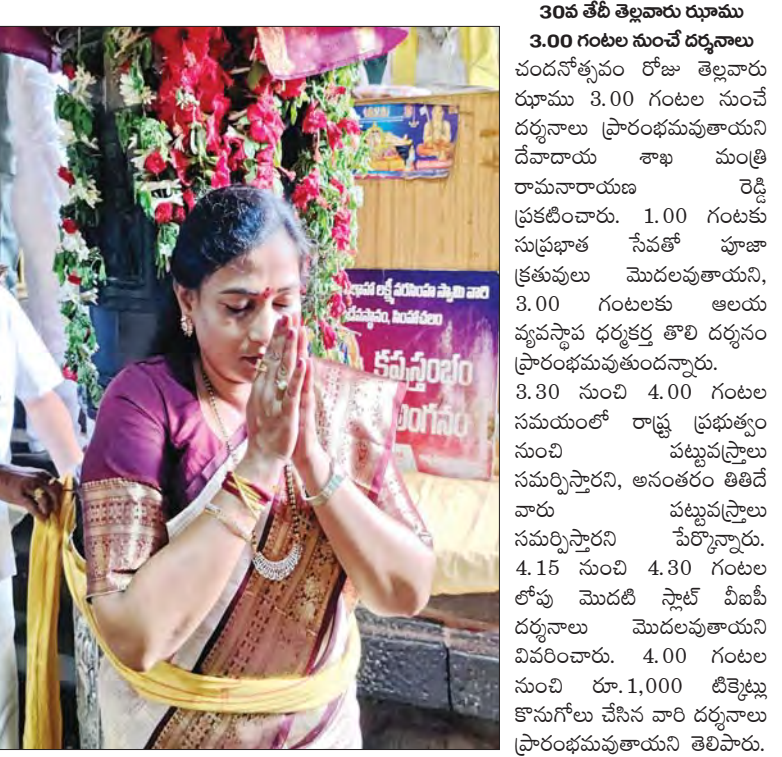 30వ తేదీ తెల్లవారు ఝాము
3.00 గంటల నుంచే దర్శనాలు
చందనోత్సవం రోజు తెల్లవారు
ఝాము 3.00 గంటల నుంచే
దర్శనాలు ప్రారంభమవుతాయని
దేవాదాయ శాఖ మంత్రి
రామనారాయణ రెడ్డి
ప్రకటించారు. 1.00 గంటకు
సుప్రభాత సేవతో పూజా
క్రతువులు మొదలవుతాయని,
3.00 గంటలకు ఆలయ
వ్యవస్థాప ధర్మకర్త తొలి దర్శనం
ప్రారంభమవుతుందన్నారు.
3.30 నుంచి 4.00 గంటల
సమయంలో రాష్ట్ర ప్రభుత్వం
నుంచి పట్టువస్త్రాలు
సమర్పిస్తారని, అనంతరం తితిదే
వారు పట్టువస్త్రాలు
సమర్పిస్తారని పేర్కొన్నారు.
4.15 నుంచి 4.30 గంటల
లోపు మొదటి స్లాట్ వీఐపీ
దర్శనాలు మొదలవుతాయని
వివరించారు. 4.00 గంటల
నుంచి రూ.1,000 టిక్కెట్లు
కొనుగోలు చేసిన వారి దర్శనాలు
ప్రారంభమవుతాయని తెలిపారు.
లక్ష్మీ నరసింహ స్వామి వారి
సింహాచలం
కప్పస్తంభం